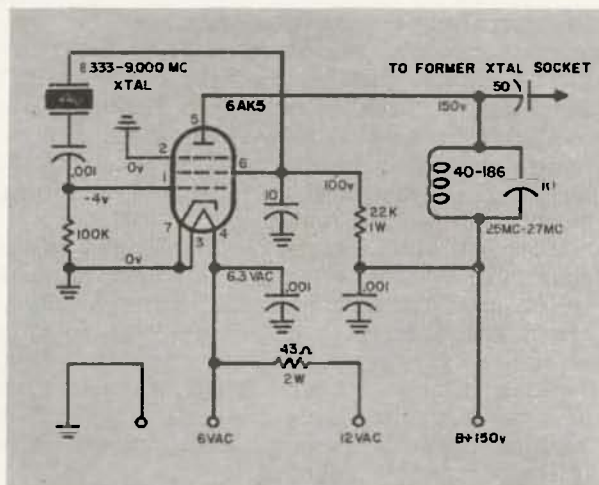 8.333-9,000 MC
XTAL
TO FORMER XTAL SOCKET
50
150v
6AK5
5
2
0v
6
1
.001
-4v
100v
10
40-186
22K
1W
100K
7
3
4
0v
25MC-27MC
6.3 VAC
.001
.001
43Ω
2W
6VAC
12VAC
B+150v